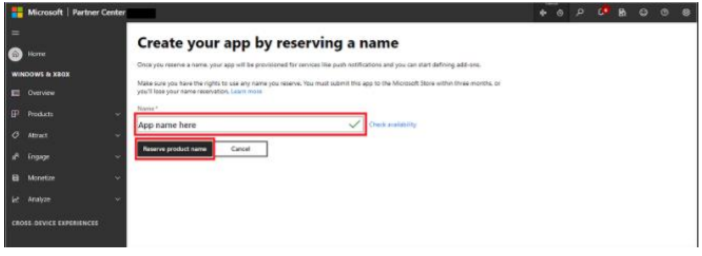 Microsoft | Partner Center
Home
WINDOWS & XBOX
Overview
Products
Attract
Engage
Monetize
Analyze
CROSS-DEVICE EXPERIENCES
Create your app by reserving a name
Once you reserve a name, your app will be provisioned for services like push notifications and you can start defining add-ons.
Make sure you have the rights to use any name you reserve. You must submit this app to the Microsoft Store within three months, or
you'll lose your name reservation. Learn more
Name *
App name here
Check availability
Reserve product name
Cancel